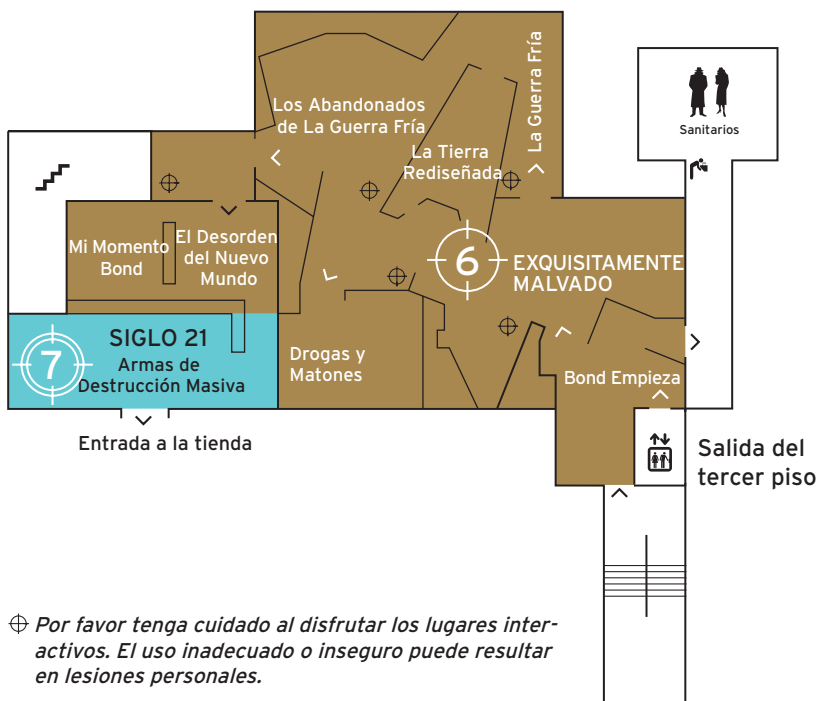 Los Abandonados
de La Guerra Fría
La Guerra Fría
La Tierra
Rediseñada
Sanitarios
Mi Momento
Bond
El Desorden
del Nuevo
Mundo
6
EXQUISITAMENTE
MALVADO
7
SIGLO 21
Armas de
Destrucción Masiva
Drogas y
Matones
Bond Empieza
Entrada a la tienda
Salida del
tercer piso
Por favor tenga cuidado al disfrutar los lugares inter-
activos. El uso inadecuado o inseguro puede resultar
en lesiones personales.